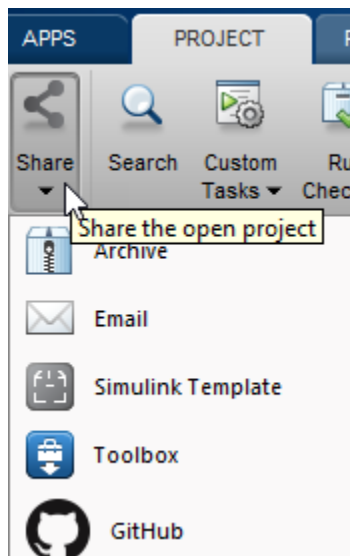 APPS PROJECT
Share Search Custom
Tasks
Share the open project
Archive
Email
Simulink Template
Toolbox
GitHub